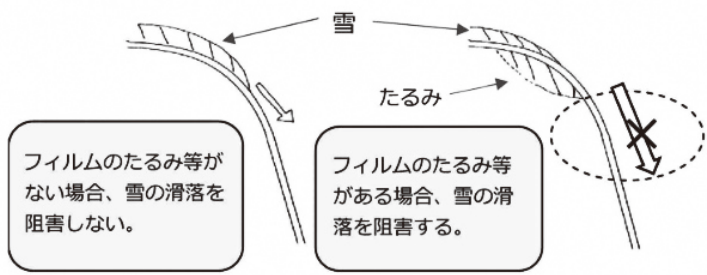 雪
たるみ
フィルムのたるみ等が
ない場合、雪の滑落を
阻害しない。
フィルムのたるみ等
がある場合、雪の滑
落を阻害する。